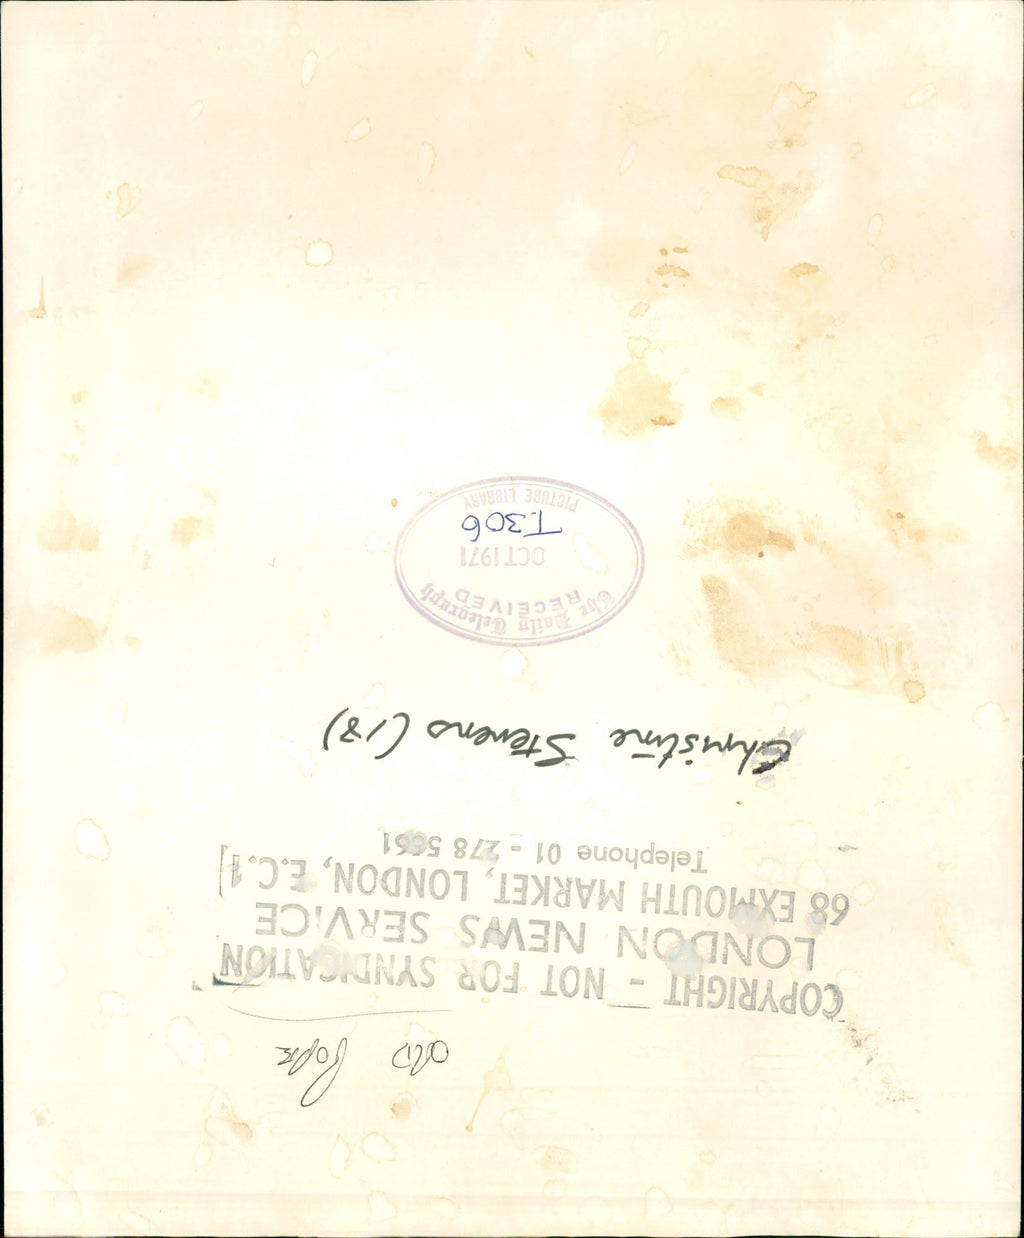 COPYRIGHT - NOT FOR SYNDICATION
LONDON NEWS SERVICE
68 EXMOUTH MARKET, LONDON, E.C.1
Telephone 01 - 278 5661
Christine Stevens (18)
The Daily Telegraph
RECEIVED
OCT 1971
T.306
PICTURE LIBRARY